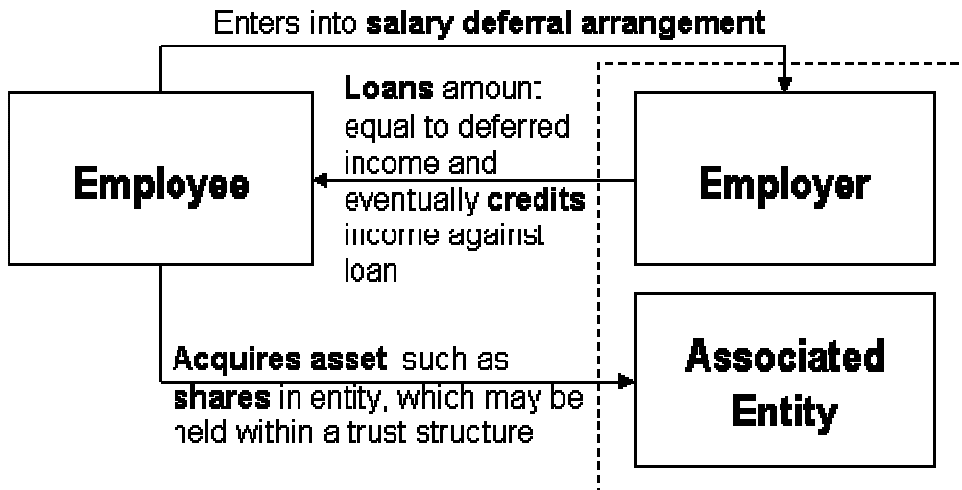 Enters into salary deferral arrangement
Loans amount
equal to deferred
income and
eventually credits
income against
loan
Employee
Employer
Acquires asset such as
shares in entity, which may be
held within a trust structure
Associated
Entity